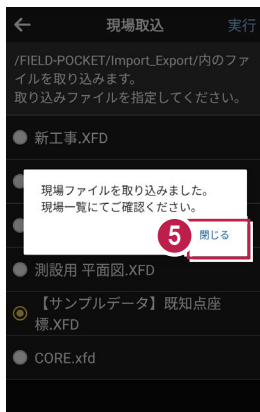 ← 現場取込 実行
/FIELD-POCKET/Import_Export/内のファ
イルを取り込みます。
取り込みファイルを指定してください。
新工事.XFD
現場ファイルを取り込みました。
現場一覧にてご確認ください。
5 閉じる
測設用 平面図.XFD
【サンプルデータ】既知点座
標.XFD
CORE.xfd